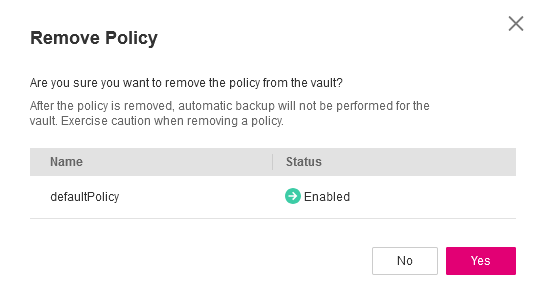 Remove Policy
Are you sure you want to remove the policy from the vault?
After the policy is removed, automatic backup will not be performed for the
vault. Exercise caution when removing a policy.
Name Status
defaultPolicy Enabled
No Yes